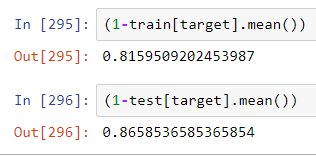 In [295]: (1-train[target].mean())
Out[295]: 0.8159509202453987
In [296]: (1-test[target].mean())
Out[296]: 0.8658536585365854